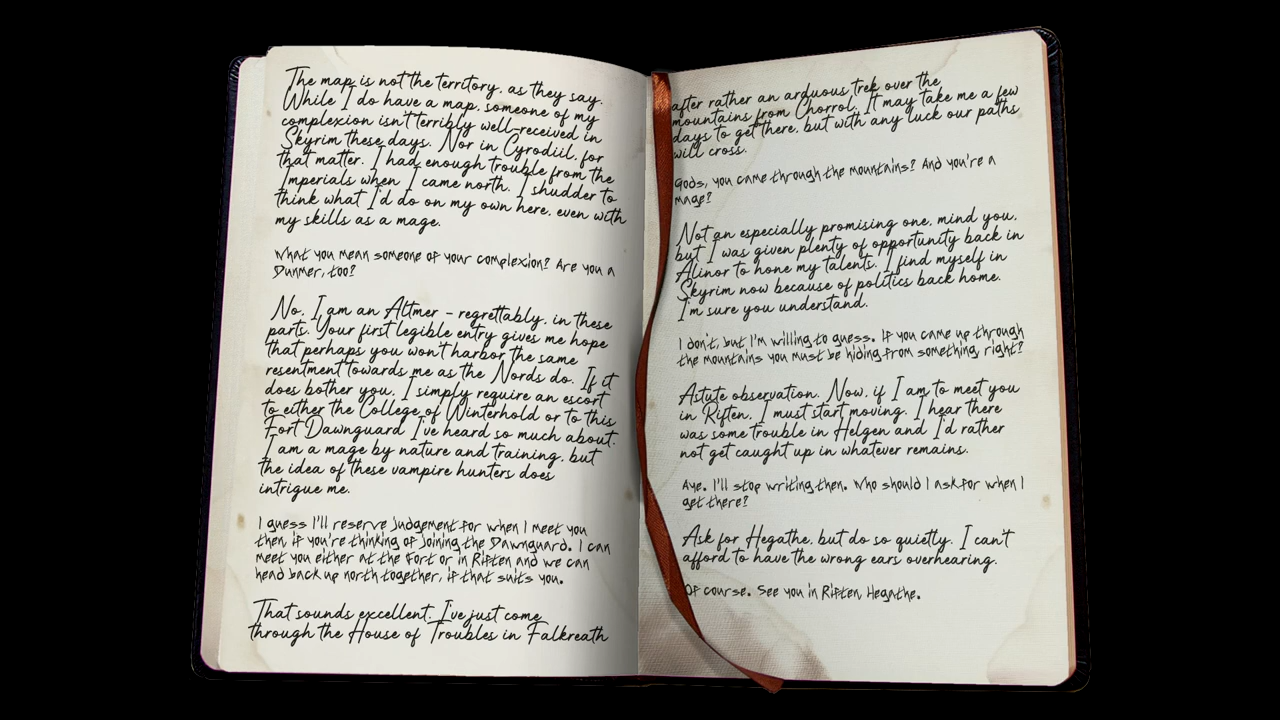 The map is not the territory, as they say.
While I do have a map, someone of my
complexion isn't terribly well-received in
Skyrim these days. Nor in Cyrodiil, for
that matter. I had enough trouble from the
Imperials when I came north. I shudder to
think what I'd do on my own here, even with
my skills as a mage.
What you mean someone of your complexion? Are you a
Dunmer, too?
No, I am an Altmer - regrettably, in these
parts. Your first legible entry gives me hope
that perhaps you won't harbor the same
resentment towards me as the Nords do. If it
does bother you, I simply require an escort
to either the College of Winterhold or to this
Fort Dawnguard I've heard so much about.
I am a mage by nature and training, but
the idea of these vampire hunters does
intrigue me.
I guess I'll reserve judgement for when I meet you
then, if you're thinking of joining the Dawnguard. I can
meet you either at the Fort or in Riften and we can
head back up north together, if that suits you.
That sounds excellent. I've just come
through the House of Troubles in Falkreath
after rather an arduous trek over the
mountains from Chorrol. It may take me a few
days to get there, but with any luck our paths
will cross.
Gods, you came through the mountains? And you're a
mage?
Not an especially promising one, mind you,
but I was given plenty of opportunity back in
Alinor to hone my talents. I find myself in
Skyrim now because of politics back home.
I'm sure you understand.
I don't, but I'm willing to guess. If you came up through
the mountains you must be hiding from something, right?
Astute observation. Now, if I am to meet you
in Riften, I must start moving. I hear there
was some trouble in Helgen and I'd rather
not get caught up in whatever remains.
Aye. I'll stop writing then. Who should I ask for when I
get there?
Ask for Hegathe, but do so quietly. I can't
afford to have the wrong ears overhearing.
Of course. See you in Riften, Hegathe.